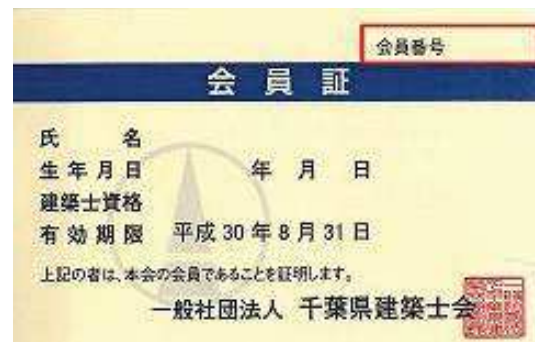 会員番号
会員証
氏 名
生年月日 年 月 日
建築士資格
有効期限 平成30年8月31日
上記の者は、本会の会員であることを証明します。
一般社団法人 千葉県建築士会